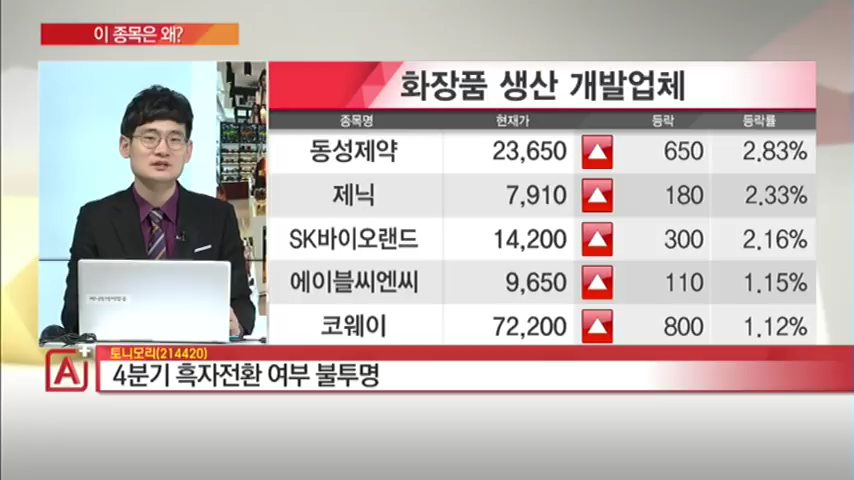 이 종목은 왜?
화장품 생산 개발업체
종목명 현재가 등락 등락률
동성제약 23,650 650 2.83%
제닉 7,910 180 2.33%
SK바이오랜드 14,200 300 2.16%
에이블씨엔씨 9,650 110 1.15%
코웨이 72,200 800 1.12%
A+
토니모리(214420)
4분기 흑자전환 여부 불투명